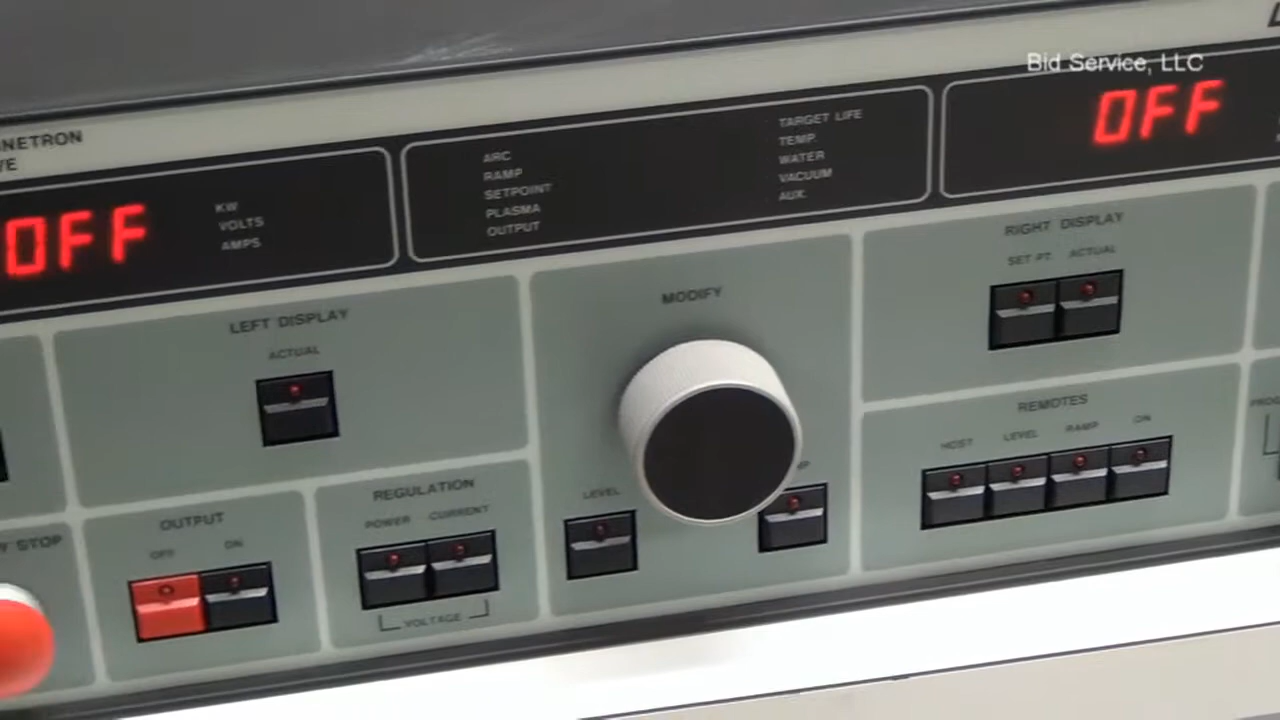 Bid Service, LLC
NETRON
OFF
KW
VOLTS
AMPS
ARC
RAMP
SETPOINT
PLASMA
OUTPUT
TARGET LIFE
TEMP.
WATER
VACUUM
AUX.
OFF
LEFT DISPLAY
ACTUAL
MODIFY
LEVEL
RIGHT DISPLAY
SET PT. ACTUAL
STOP
OUTPUT
OFF ON
REGULATION
POWER CURRENT
VOLTAGE
REMOTES
HOST LEVEL RAMP ON